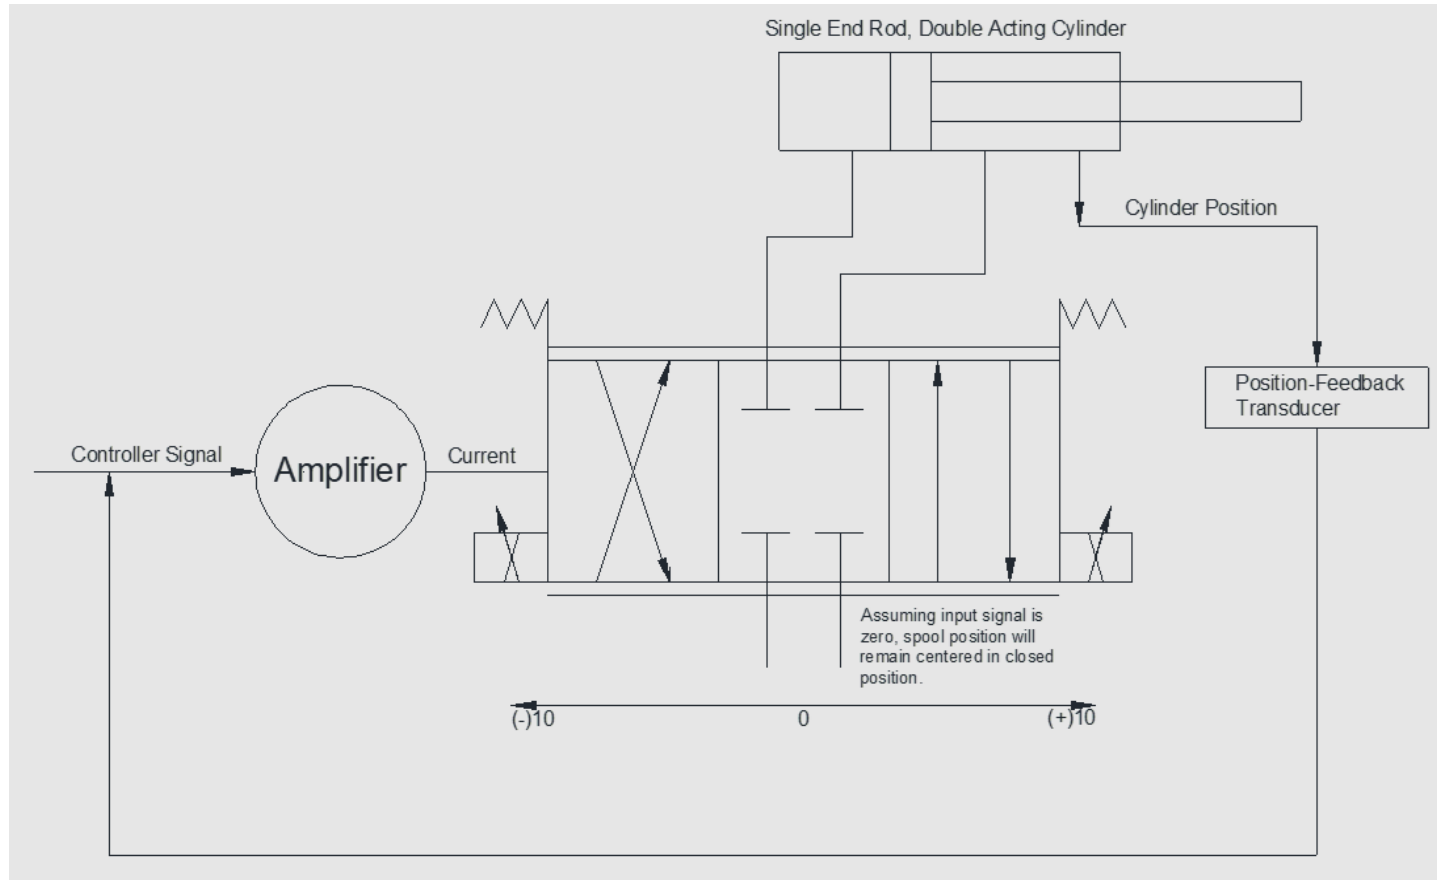 Single End Rod, Double Acting Cylinder
Cylinder Position
Position-Feedback
Transducer
Controller Signal
Amplifier
Current
Assuming input signal is
zero, spool position will
remain centered in closed
position.
(-)10
0
(+)10